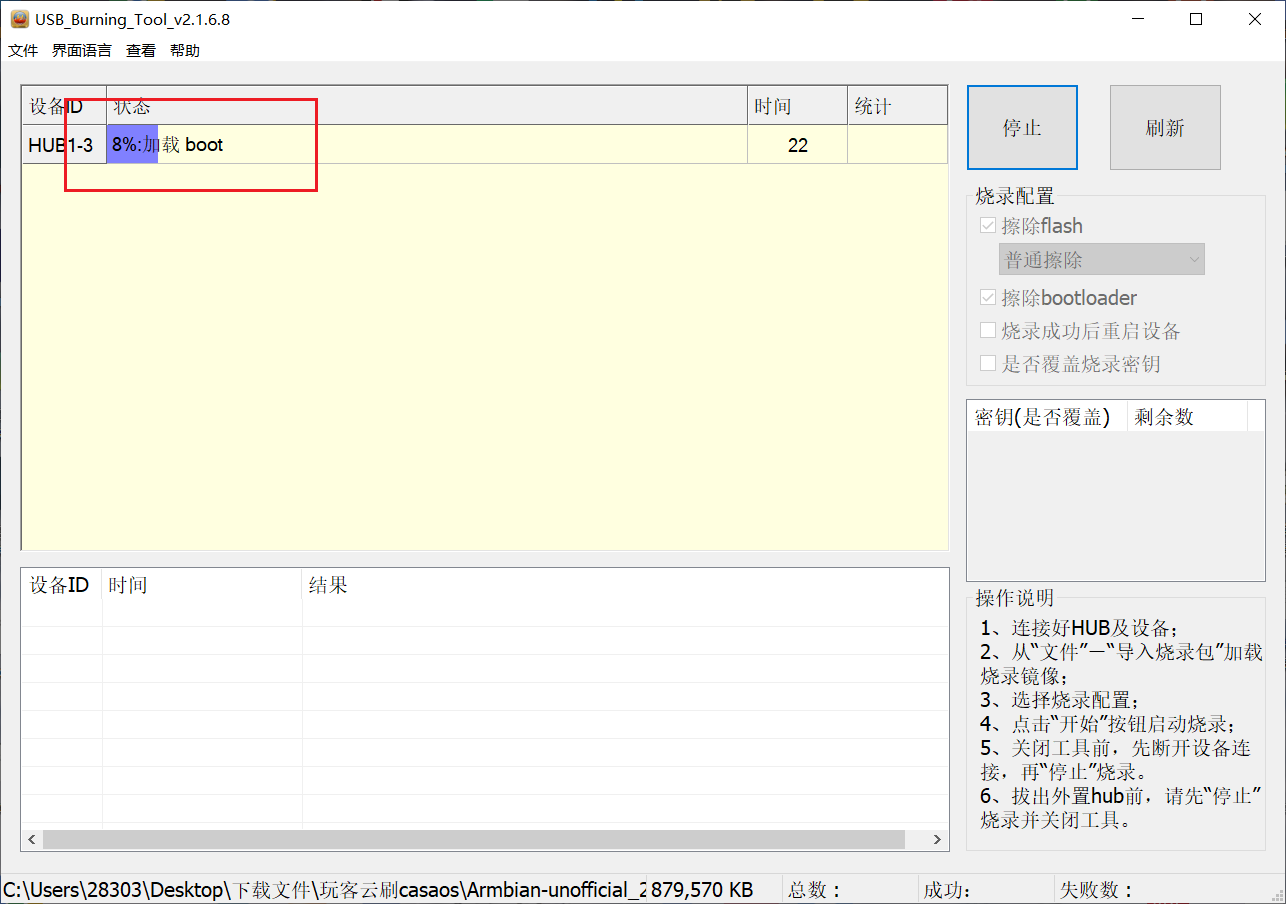 USB_Burning_Tool_v2.1.6.8
文件 界面语言 查看 帮助
设备ID 状态 时间 统计
HUB1-3 8%:加载 boot 22
停止 刷新
烧录配置
擦除flash
普通擦除
擦除bootloader
烧录成功后重启设备
是否覆盖烧录密钥
密钥(是否覆盖) 剩余数
设备ID 时间 结果
操作说明
1、连接好HUB及设备；
2、从“文件”－“导入烧录包”加载
烧录镜像；
3、选择烧录配置；
4、点击“开始”按钮启动烧录；
5、关闭工具前，先断开设备连
接，再“停止”烧录。
6、拔出外置hub前，请先“停止”
烧录并关闭工具。
C:\Users\28303\Desktop\下载文件\玩客云刷casaos\Armbian-unofficial_2 879,570 KB 总数： 成功: 失败数：